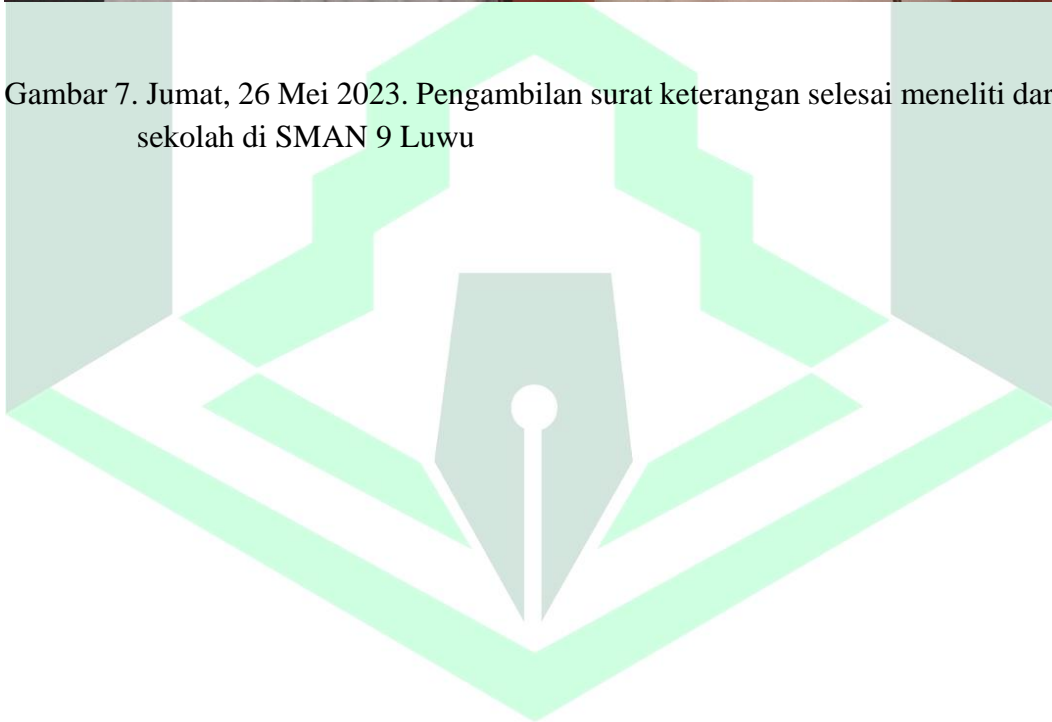 Gambar 7. Jumat, 26 Mei 2023. Pengambilan surat keterangan selesai meneliti dar
sekolah di SMAN 9 Luwu